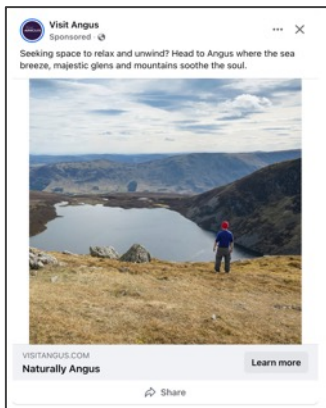 Visit Angus
Sponsored ·
Seeking space to relax and unwind? Head to Angus where the sea
breeze, majestic glens and mountains soothe the soul.
VISITANGUS.COM
Naturally Angus
Learn more
Share